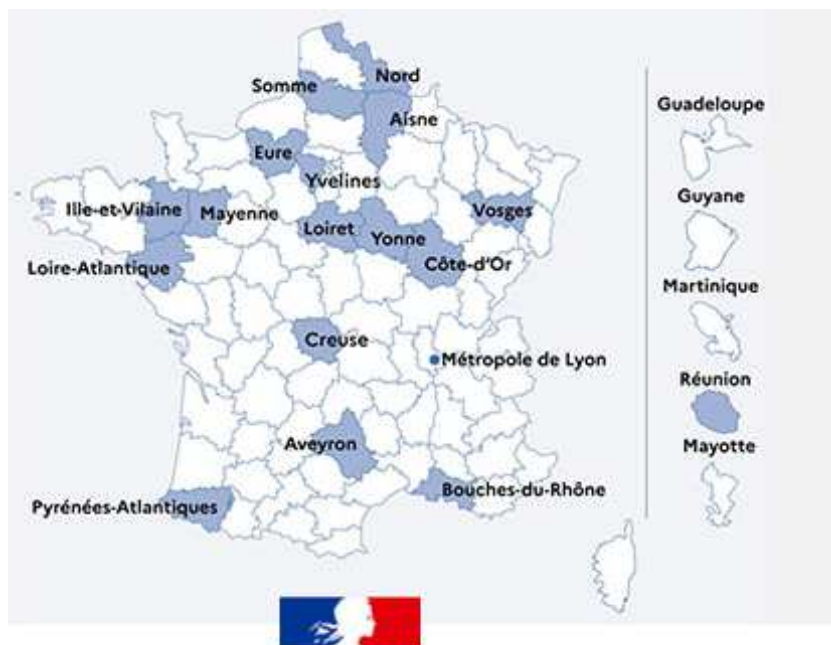 Nord
Somme
Aisne
Eure
Yvelines
Ille-et-Vilaine
Mayenne
Loiret
Yonne
Vosges
Loire-Atlantique
Côte-d'Or
Creuse
Métropole de Lyon
Aveyron
Bouches-du-Rhône
Pyrénées-Atlantiques
Guadeloupe
Guyane
Martinique
Réunion
Mayotte